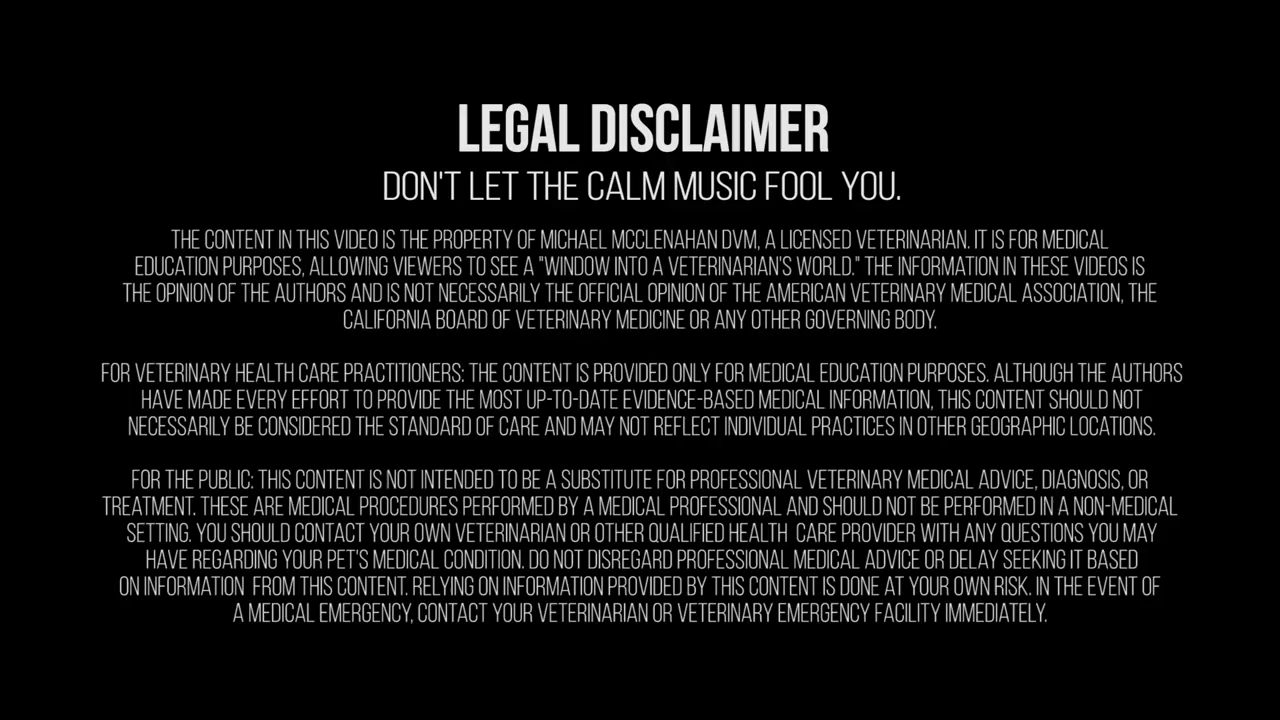 LEGAL DISCLAIMER
DON'T LET THE CALM MUSIC FOOL YOU.
THE CONTENT IN THIS VIDEO IS THE PROPERTY OF MICHAEL MCCLENAHAN DVM, A LICENSED VETERINARIAN. IT IS FOR MEDICAL
EDUCATION PURPOSES, ALLOWING VIEWERS TO SEE A "WINDOW INTO A VETERINARIAN'S WORLD." THE INFORMATION IN THESE VIDEOS IS
THE OPINION OF THE AUTHORS AND IS NOT NECESSARILY THE OFFICIAL OPINION OF THE AMERICAN VETERINARY MEDICAL ASSOCIATION, THE
CALIFORNIA BOARD OF VETERINARY MEDICINE OR ANY OTHER GOVERNING BODY.
FOR VETERINARY HEALTH CARE PRACTITIONERS: THE CONTENT IS PROVIDED ONLY FOR MEDICAL EDUCATION PURPOSES. ALTHOUGH THE AUTHORS
HAVE MADE EVERY EFFORT TO PROVIDE THE MOST UP-TO-DATE EVIDENCE-BASED MEDICAL INFORMATION, THIS CONTENT SHOULD NOT
NECESSARILY BE CONSIDERED THE STANDARD OF CARE AND MAY NOT REFLECT INDIVIDUAL PRACTICES IN OTHER GEOGRAPHIC LOCATIONS.
FOR THE PUBLIC: THIS CONTENT IS NOT INTENDED TO BE A SUBSTITUTE FOR PROFESSIONAL VETERINARY MEDICAL ADVICE, DIAGNOSIS, OR
TREATMENT. THESE ARE MEDICAL PROCEDURES PERFORMED BY A MEDICAL PROFESSIONAL AND SHOULD NOT BE PERFORMED IN A NON-MEDICAL
SETTING. YOU SHOULD CONTACT YOUR OWN VETERINARIAN OR OTHER QUALIFIED HEALTH CARE PROVIDER WITH ANY QUESTIONS YOU MAY
HAVE REGARDING YOUR PET'S MEDICAL CONDITION. DO NOT DISREGARD PROFESSIONAL MEDICAL ADVICE OR DELAY SEEKING IT BASED
ON INFORMATION FROM THIS CONTENT. RELYING ON INFORMATION PROVIDED BY THIS CONTENT IS DONE AT YOUR OWN RISK. IN THE EVENT OF
A MEDICAL EMERGENCY, CONTACT YOUR VETERINARIAN OR VETERINARY EMERGENCY FACILITY IMMEDIATELY.